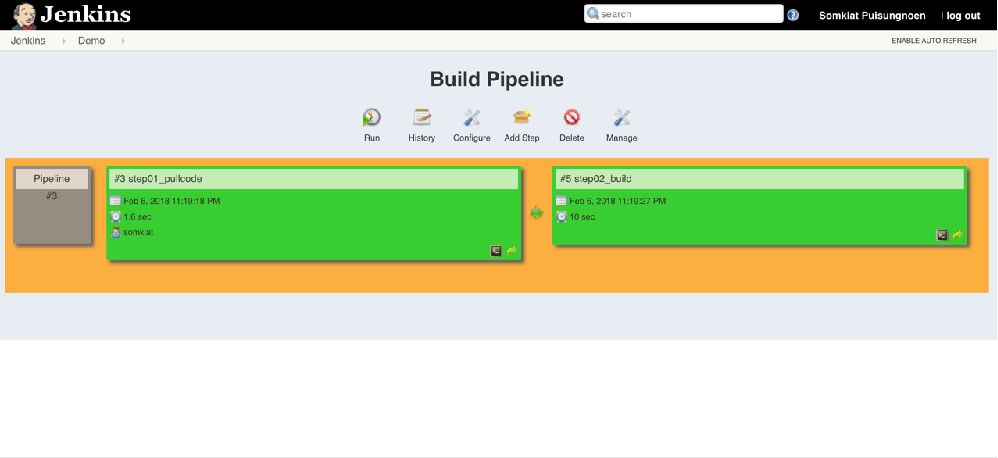 Jenkins
search
Somkiat Puisungnoen
log out
Jenkins
Demo
ENABLE AUTO REFRESH
Build Pipeline
Run
History
Configure
Add Step
Delete
Manage
Pipeline
#3
#3 step01_pullcode
Feb 6, 2018 11:19:18 PM
1.6 sec
somkiat
#5 step02_build
Feb 6, 2018 11:19:27 PM
10 sec